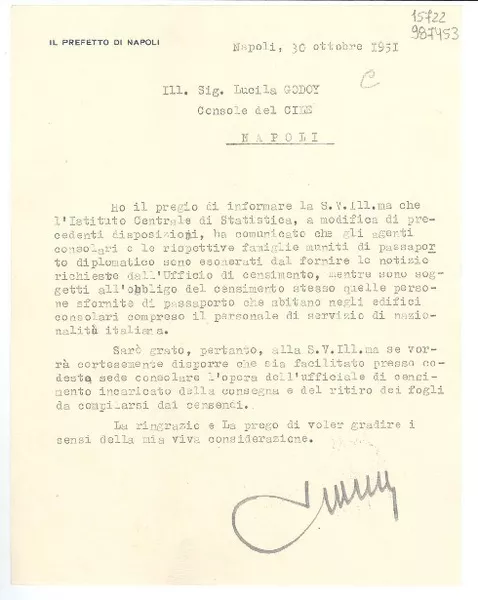 15722
987453
IL PREFETTO DI NAPOLI
Napoli, 30 ottobre 1951
C
Ill. Sig. Lucila GODOY
Console del CILE
NAPOLI
Ho il pregio di informare la S.V.Ill.ma che
l'Istituto Centrale di Statistica, a modifica di pre-
cedenti disposizioni, ha comunicato che gli agenti
consolari e le rispettive famiglie muniti di passapor
to diplomatico sono esonerati dal fornire le notizie
richieste dall'Ufficio di censimento, mentre sono sog-
getti all'obbligo del censimento stesso quelle perso-
ne sfornite di passaporto che abitano negli edifici
consolari compreso il personale di servizio di nazio-
nalità italiana.
Sarò grato, pertanto, alla S.V.Ill.ma se vor-
rà cortesemente disporre che sia facilitato presso co-
desta sede consolare l'opera dell'ufficiale di censi-
mento incaricato della consegna e del ritiro dei fogli
da compilarsi dai censendi.
La ringrazio e La prego di voler gradire i
sensi della mia viva considerazione.